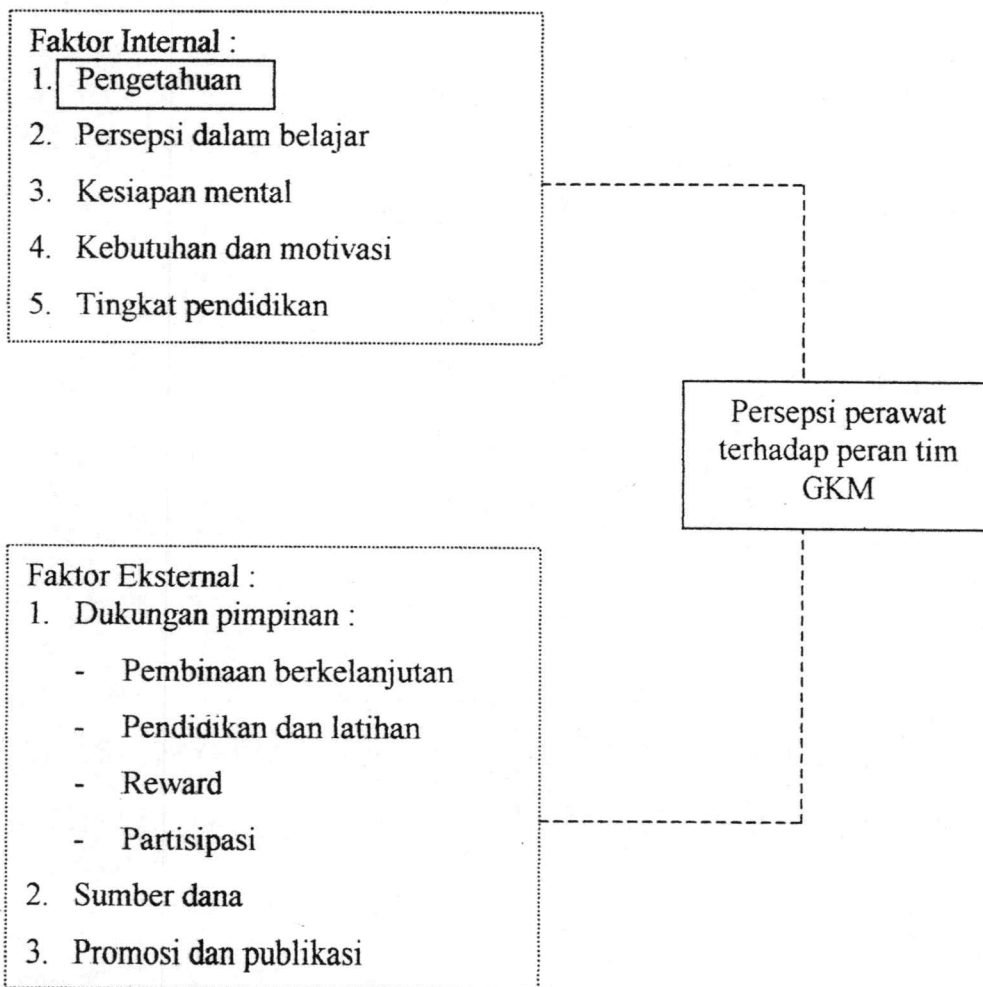 Faktor Internal :
1. Pengetahuan
2. Persepsi dalam belajar
3. Kesiapan mental
4. Kebutuhan dan motivasi
5. Tingkat pendidikan
Persepsi perawat
terhadap peran tim
GKM
Faktor Eksternal :
1. Dukungan pimpinan :
- Pembinaan berkelanjutan
- Pendidikan dan latihan
- Reward
- Partisipasi
2. Sumber dana
3. Promosi dan publikasi